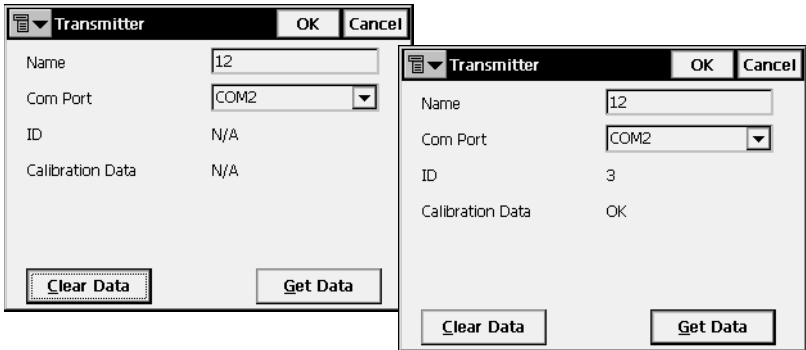 Transmitter OK Cancel
Name 12
Com Port COM2
ID N/A
Calibration Data N/A
Clear Data Get Data
Transmitter OK Cancel
Name 12
Com Port COM2
ID 3
Calibration Data OK
Clear Data Get Data